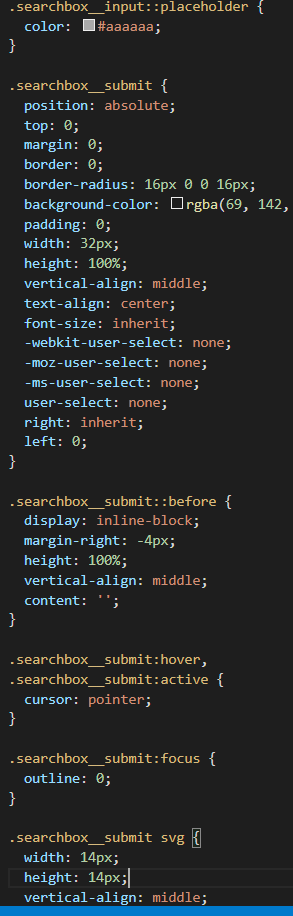 .searchbox__input::placeholder {
  color: #aaaaaa;
}

.searchbox__submit {
  position: absolute;
  top: 0;
  margin: 0;
  border: 0;
  border-radius: 16px 0 0 16px;
  background-color: rgba(69, 142,
  padding: 0;
  width: 32px;
  height: 100%;
  vertical-align: middle;
  text-align: center;
  font-size: inherit;
  -webkit-user-select: none;
  -moz-user-select: none;
  -ms-user-select: none;
  user-select: none;
  right: inherit;
  left: 0;
}

.searchbox__submit::before {
  display: inline-block;
  margin-right: -4px;
  height: 100%;
  vertical-align: middle;
  content: '';
}

.searchbox__submit:hover,
.searchbox__submit:active {
  cursor: pointer;
}

.searchbox__submit:focus {
  outline: 0;
}

.searchbox__submit svg {
  width: 14px;
  height: 14px;
  vertical-align: middle;